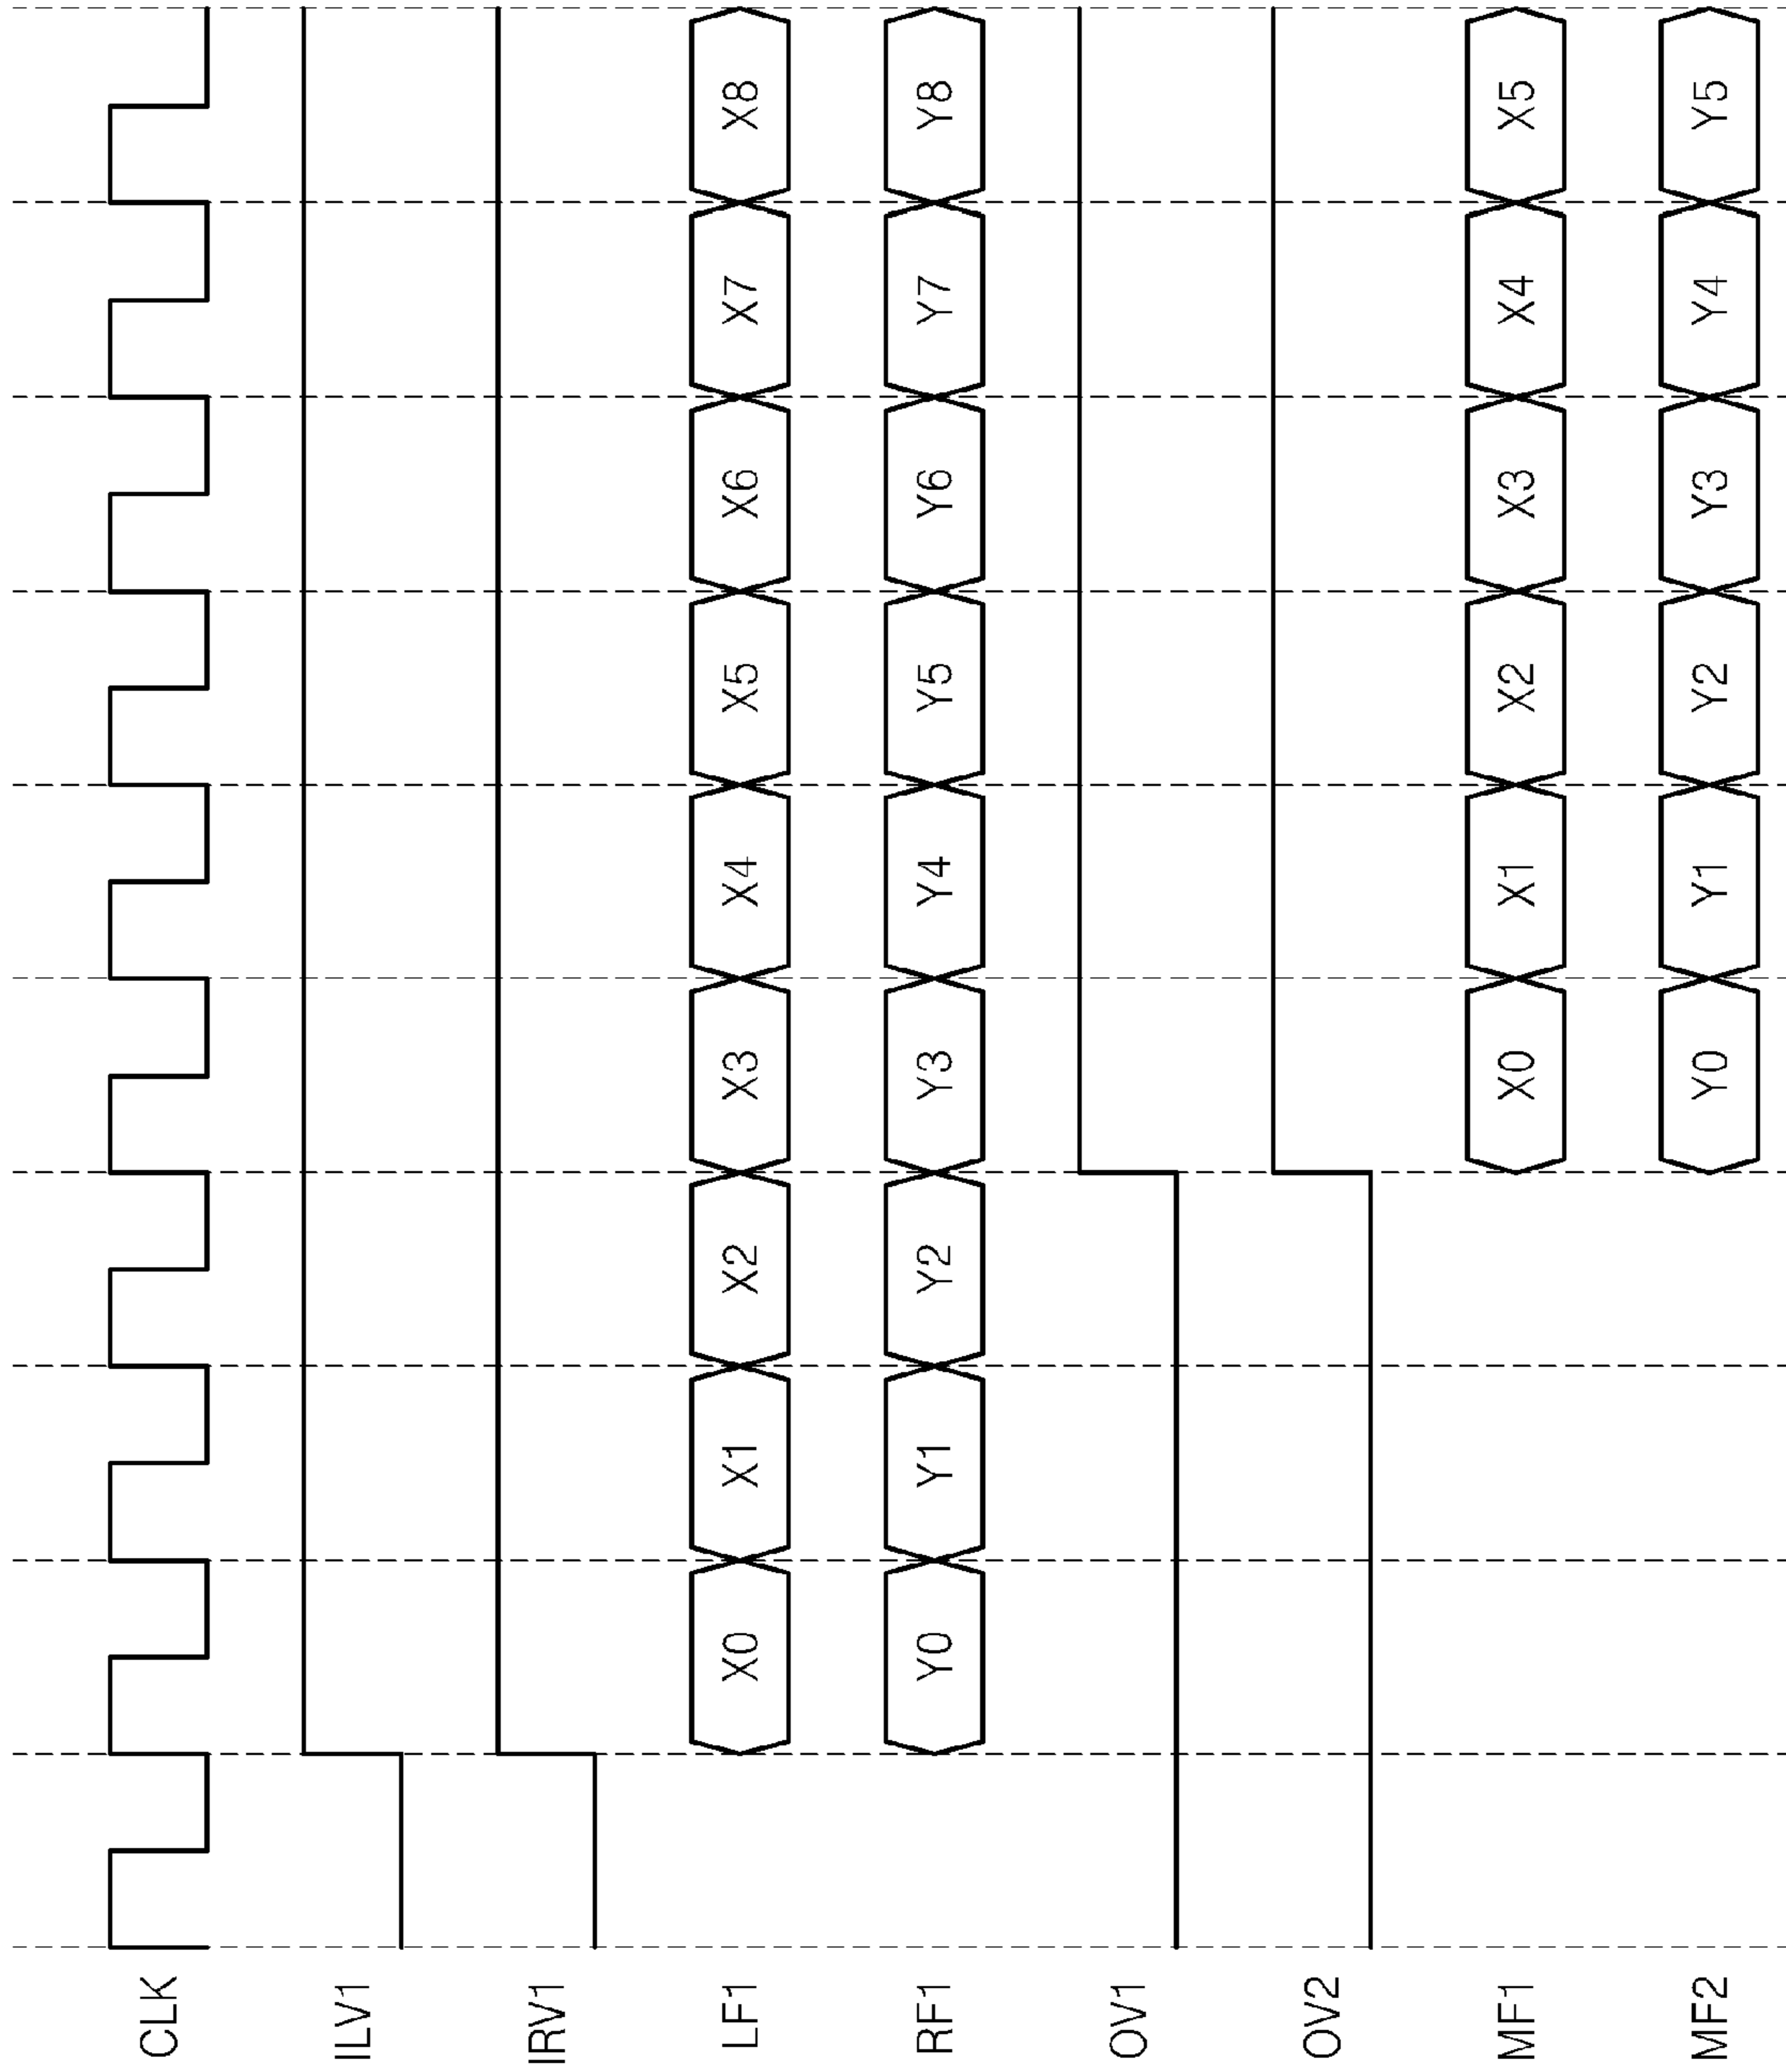 CLK
ILV1
IRV1
LF1 X0 X1 X2 X3 X4 X5 X6 X7 X8
RF1 Y0 Y1 Y2 Y3 Y4 Y5 Y6 Y7 Y8
OV1
OV2
MF1 X0 X1 X2 X3 X4 X5
MF2 Y0 Y1 Y2 Y3 Y4 Y5